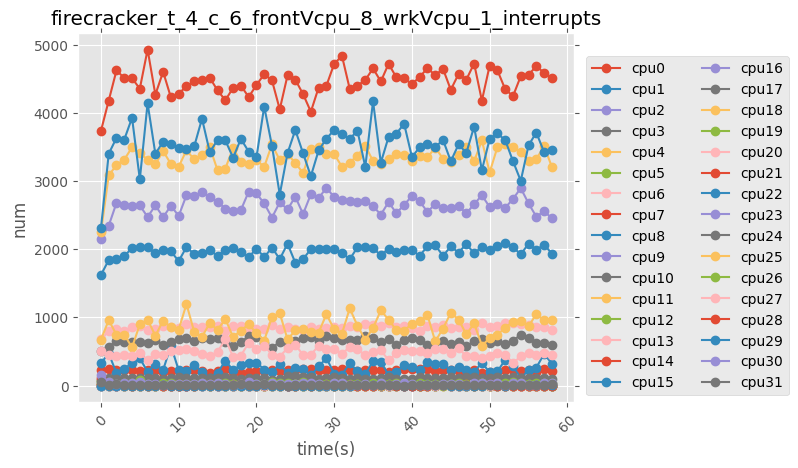 firecracker_t_4_c_6_frontVcpu_8_wrkVcpu_1_interrupts
5000
4000
3000
2000
1000
0
num
0
10
20
30
40
50
60
time(s)
cpu0
cpu1
cpu2
cpu3
cpu4
cpu5
cpu6
cpu7
cpu8
cpu9
cpu10
cpu11
cpu12
cpu13
cpu14
cpu15
cpu16
cpu17
cpu18
cpu19
cpu20
cpu21
cpu22
cpu23
cpu24
cpu25
cpu26
cpu27
cpu28
cpu29
cpu30
cpu31